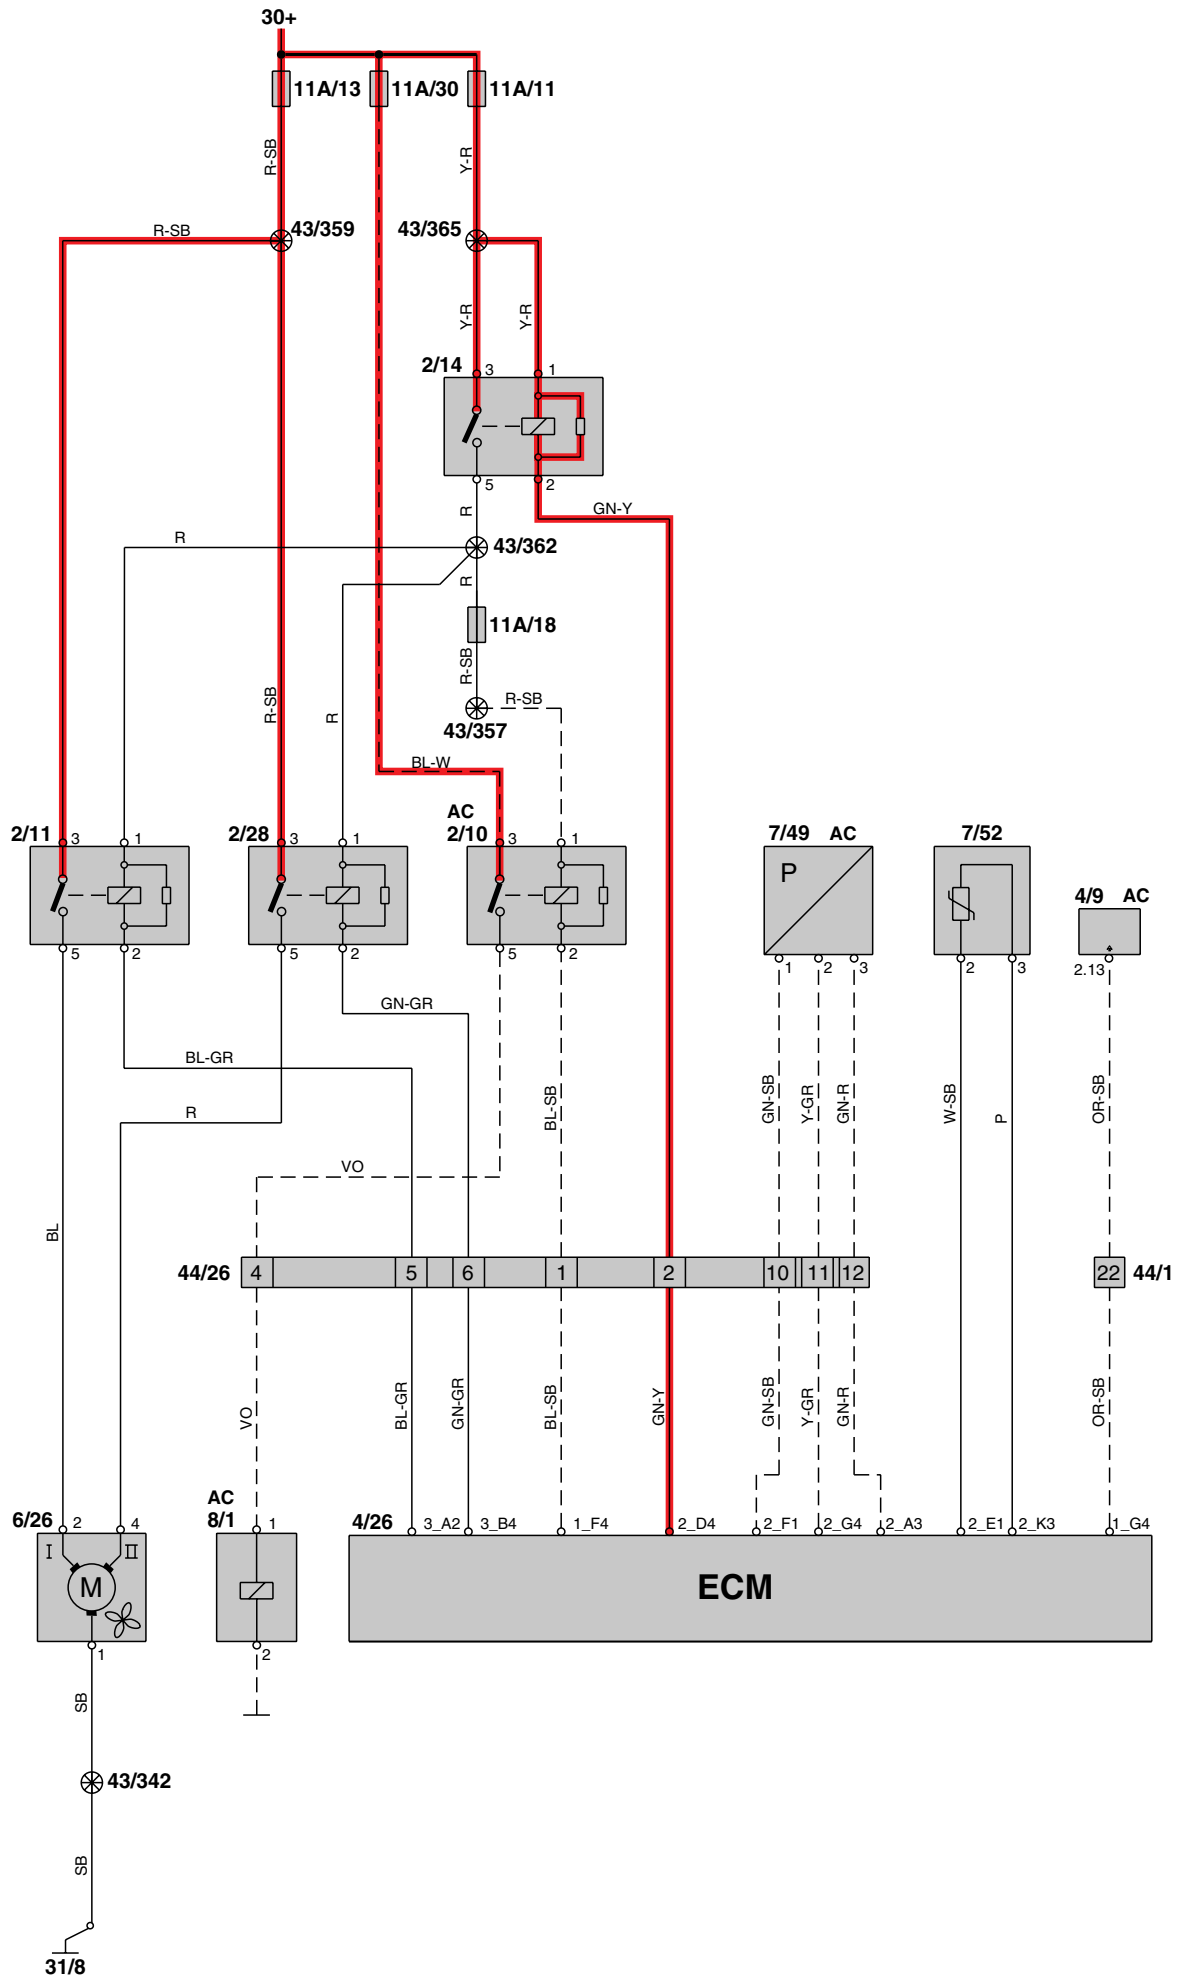 30+
11A/13
11A/30
11A/11
R-SB
Y-R
R-SB
43/359
43/365
Y-R
Y-R
2/14
3
1
5
2
R
GN-Y
R
43/362
R
11A/18
R-SB
R-SB
43/357
R-SB
R
BL-W
2/11
3
1
2/28
3
1
AC
2/10
3
1
7/49 AC
P
7/52
4/9 AC
5
2
5
2
5
2
1
2
3
2
3
2.13
GN-GR
BL-GR
R
BL-SB
GN-SB
Y-GR
GN-R
W-SB
P
OR-SB
VO
BL
44/26
4
5
6
1
2
10
11
12
22
44/1
VO
BL-GR
GN-GR
BL-SB
GN-Y
GN-SB
Y-GR
GN-R
OR-SB
6/26
2
4
AC
8/1
1
4/26
3_A2
3_B4
1_F4
2_D4
2_F1
2_G4
2_A3
2_E1
2_K3
1_G4
I
II
M
ECM
1
2
SB
43/342
SB
31/8